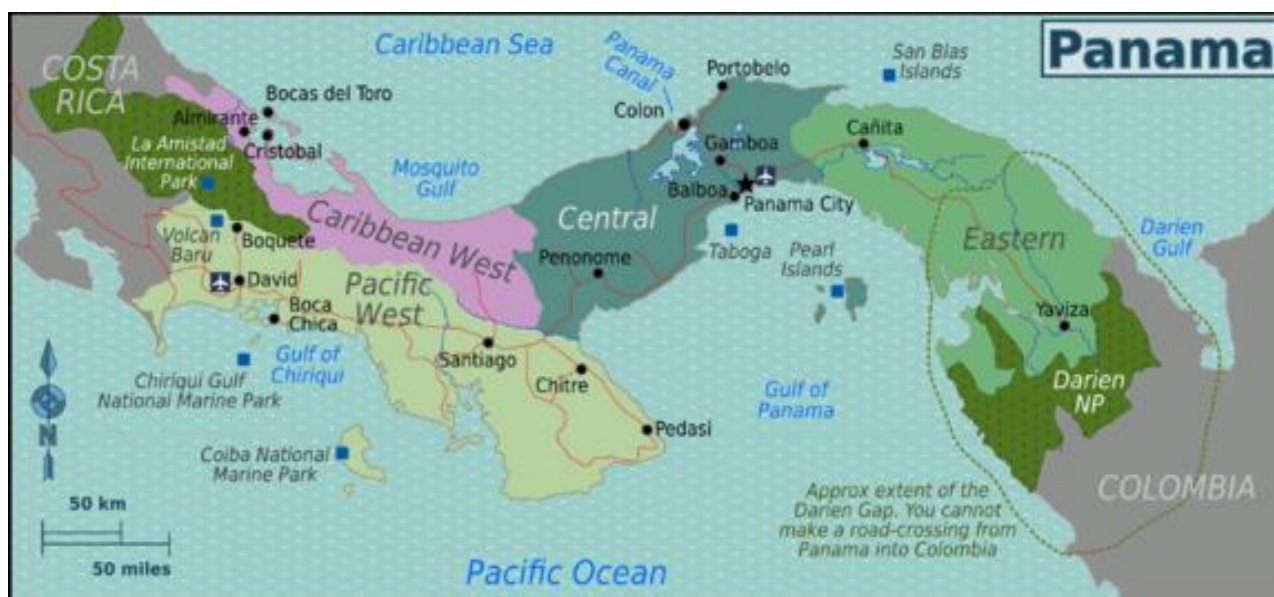 Panama
Caribbean Sea
COSTA
RICA
Panama
Canal
San Blas
Islands
Portobelo
Bocas del Toro
Colon
Almirante
Cristobal
La Amistad
International
Park
Gamboa
Cañita
Mosquito
Gulf
Balboa
Panama City
Central
Caribbean West
Volcan
Baru
Boquete
Taboga
Pearl
Islands
Eastern
Darien
Gulf
Penonome
David
Pacific
West
Boca
Chica
Yaviza
Santiago
Gulf of
Chiriqui
Chitre
Chiriqui Gulf
National Marine Park
Gulf of
Panama
Darien
NP
Pedasi
Coiba National
Marine Park
N
COLOMBIA
Approx extent of the
Darien Gap. You cannot
make a road-crossing from
Panama into Colombia
50 km
50 miles
Pacific Ocean